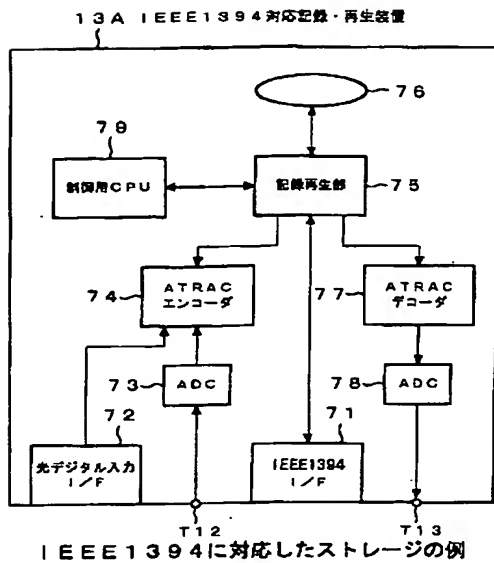 13A IEEE1394対応記録・再生装置
76
79
制御用CPU
記録再生部
75
74
ATRAC
エンコーダ
77
ATRAC
デコーダ
73
ADC
78
ADC
72
71
光デジタル入力
I/F
IEEE1394
I/F
T12
T13
IEEE1394に対応したストレージの例